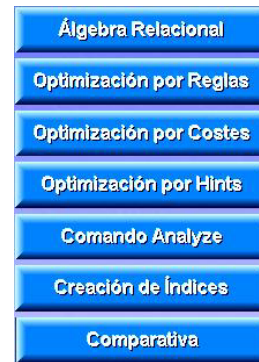 Álgebra Relacional
Optimización por Reglas
Optimización por Costes
Optimización por Hints
Comando Analyze
Creación de Índices
Comparativa